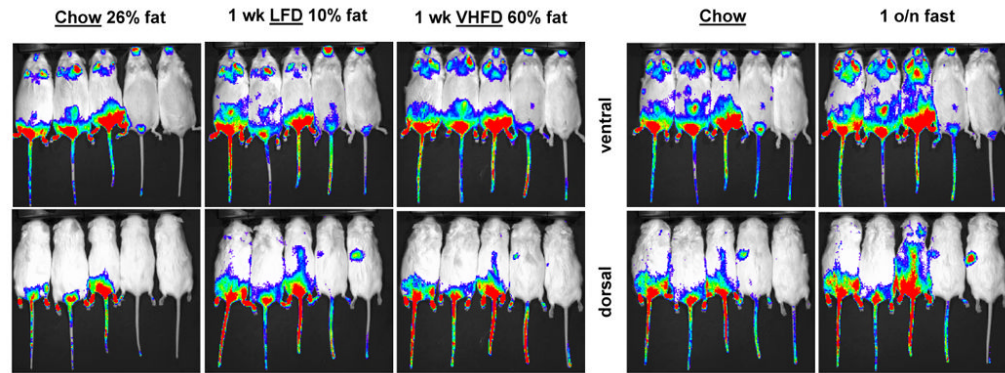 Chow 26% fat
1 wk LFD 10% fat
1 wk VHFD 60% fat
Chow
1 o/n fast
ventral
dorsal